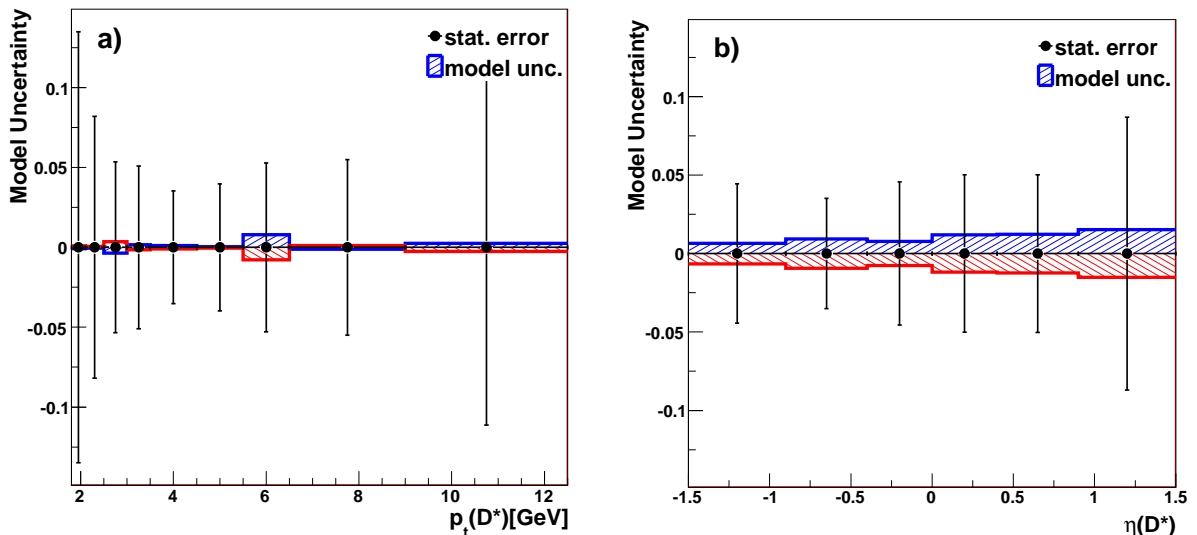 Model Uncertainty
a)
stat. error
model unc.
0.1
0.05
0
-0.05
-0.1
2 4 6 8 10 12
p_t(D*)[GeV]
Model Uncertainty
b)
stat. error
model unc.
0.1
0.05
0
-0.05
-0.1
-1.5 -1 -0.5 0 0.5 1 1.5
η(D*)